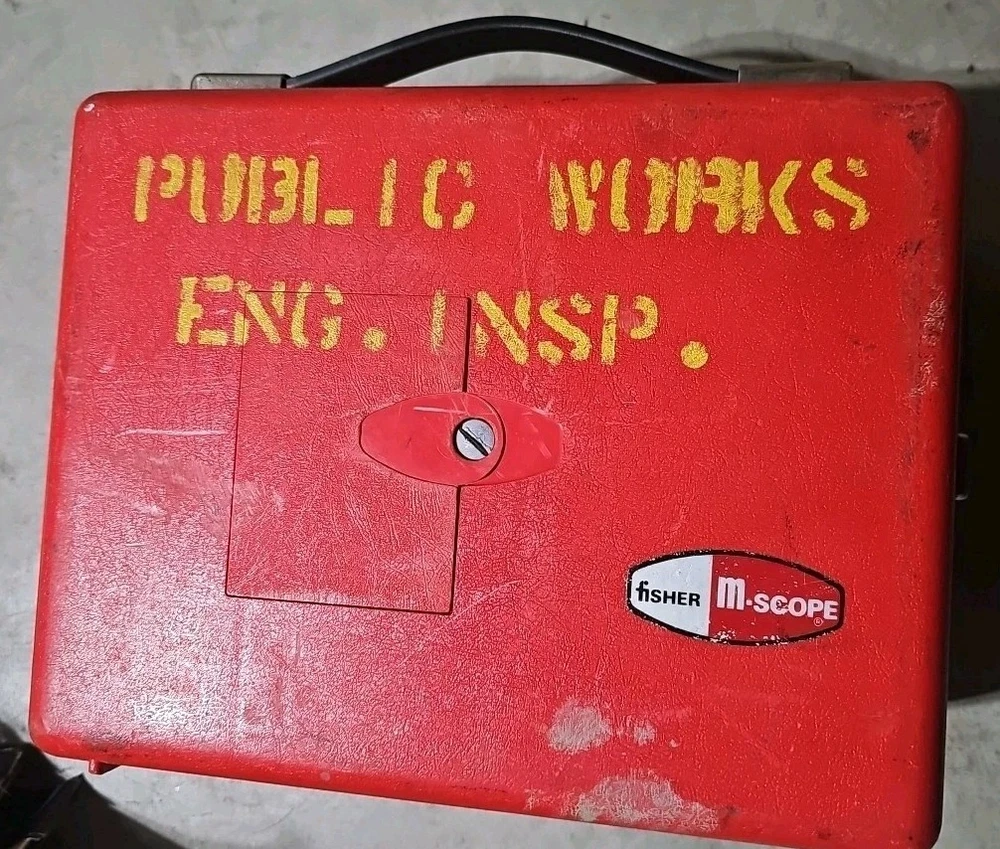 PUBLIC WORKS
ENG. INSP.
fISHER m-SCOPE ®